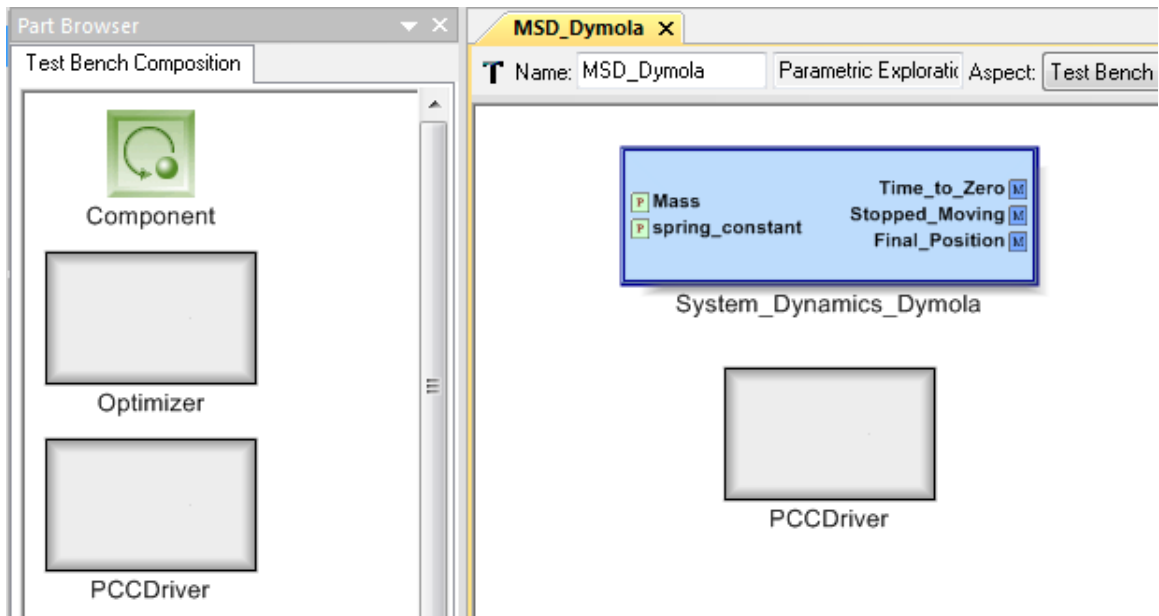 Part Browser
Test Bench Composition
Component
Optimizer
PCCDriver
MSD_Dymola
Name: MSD_Dymola Parametric Exploratic Aspect: Test Bench
P Mass
P spring_constant
Time_to_Zero M
Stopped_Moving M
Final_Position M
System_Dynamics_Dymola
PCCDriver